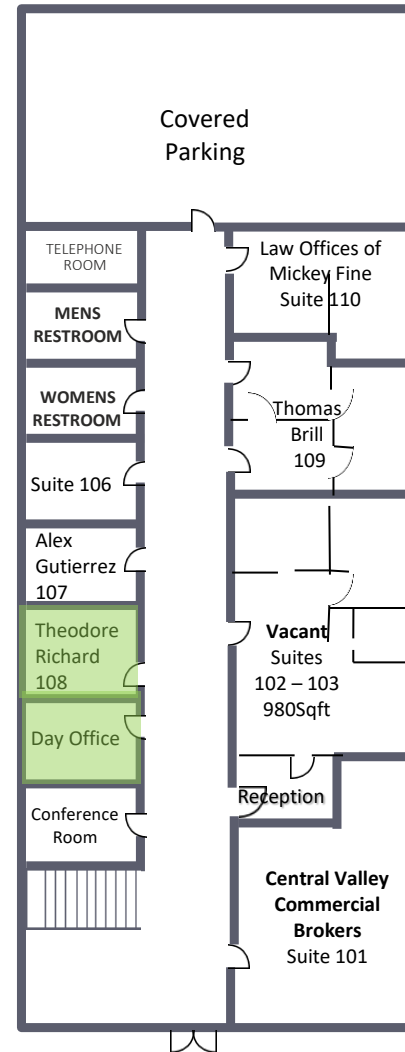 Covered
Parking
TELEPHONE
ROOM
Law Offices of
Mickey Fine
Suite 110
MENS
RESTROOM
WOMENS
RESTROOM
Thomas
Brill
109
Suite 106
Alex
Gutierrez
107
Theodore
Richard
108
Vacant
Suites
102 – 103
980Sqft
Day Office
Reception
Conference
Room
Central Valley
Commercial
Brokers
Suite 101